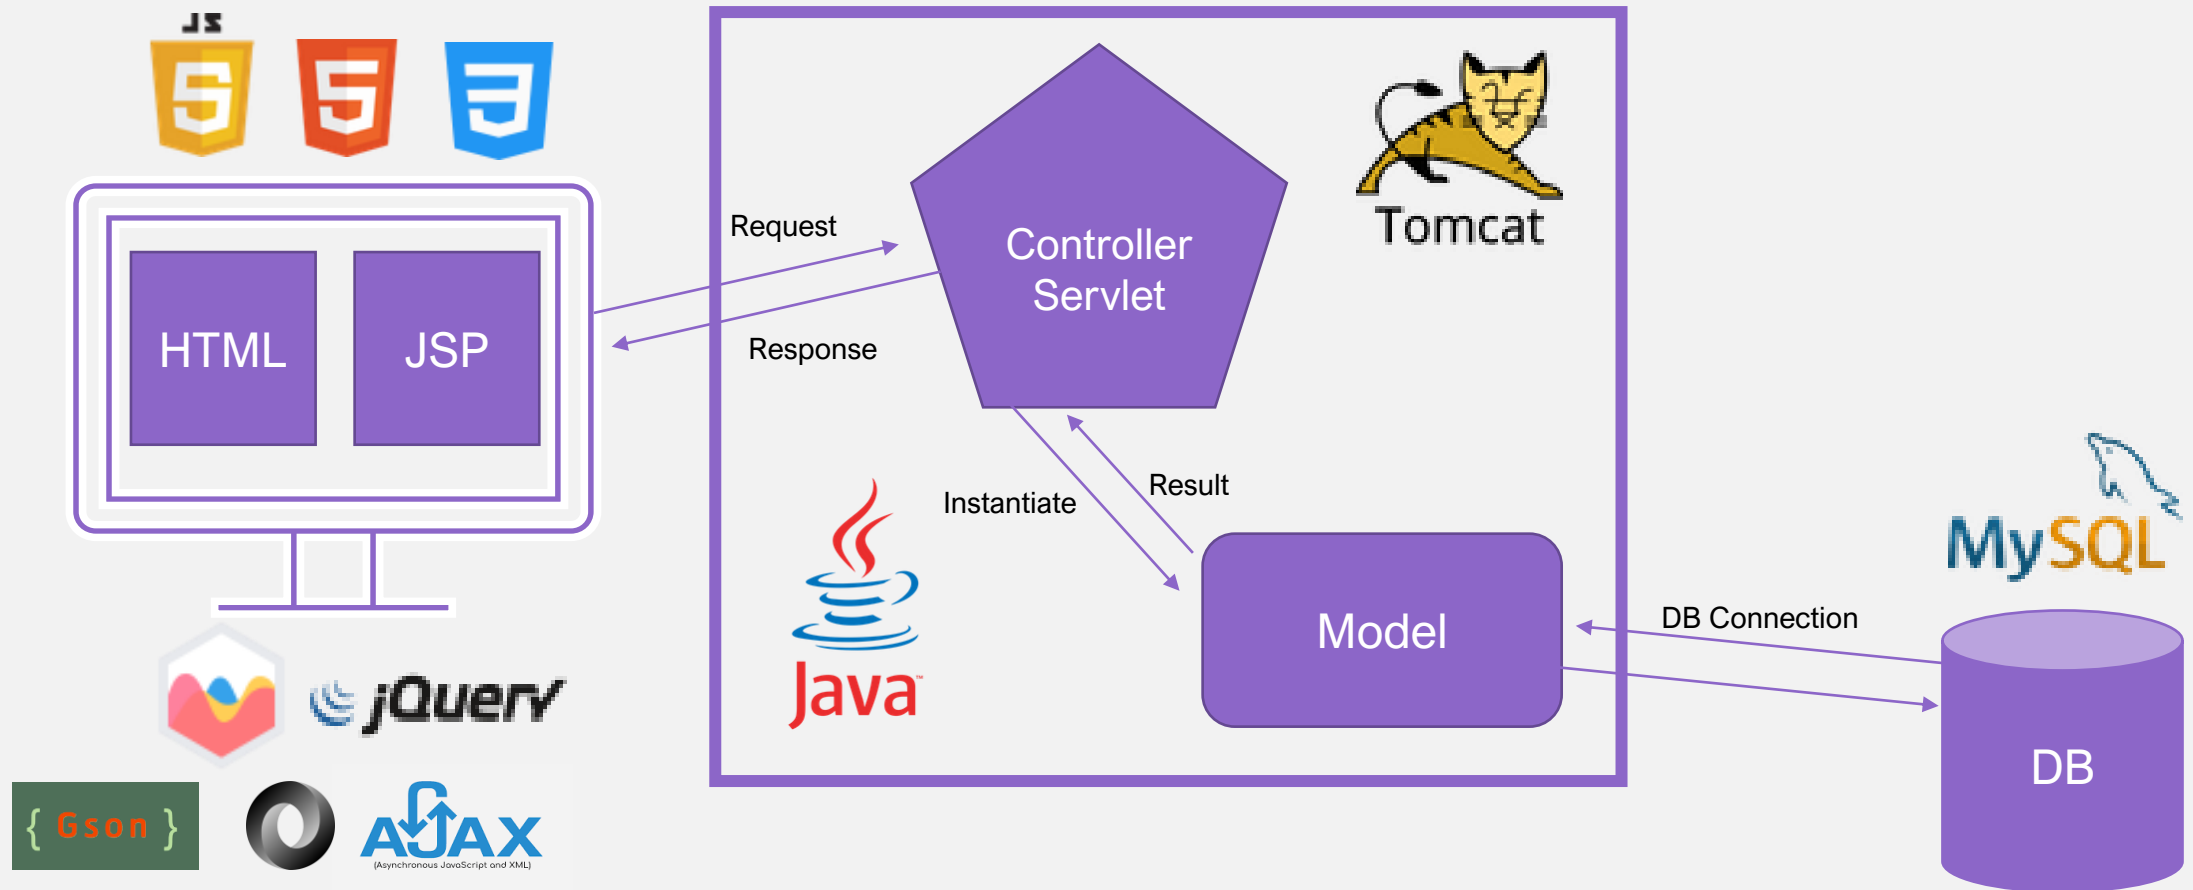 JS
HTML
JSP
Request
Response
Controller
Servlet
Tomcat
Instantiate
Result
Java™
Model
DB Connection
MySQL
DB
jQuery
{ Gson }
AJAX
(Asynchronous JavaScript and XML)